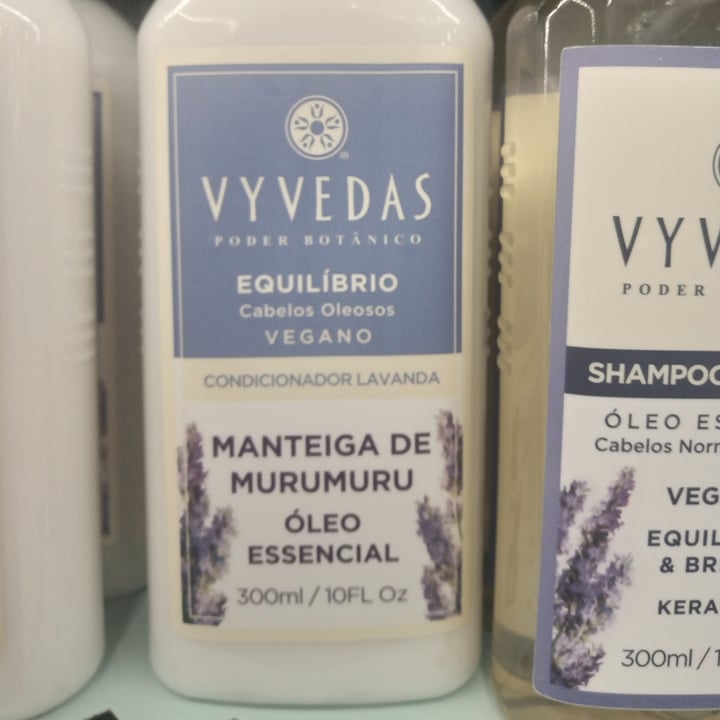 VYVEDAS
PODER BOTÂNICO
EQUILÍBRIO
Cabelos Oleosos
VEGANO
CONDICIONADOR LAVANDA
MANTEIGA DE
MURUMURU
ÓLEO
ESSENCIAL
300ml / 10FL Oz
VYV
PODER
SHAMPOO
ÓLEO ES
Cabelos Norm
VEG
EQUIL
& BR
KERA
300ml / 1